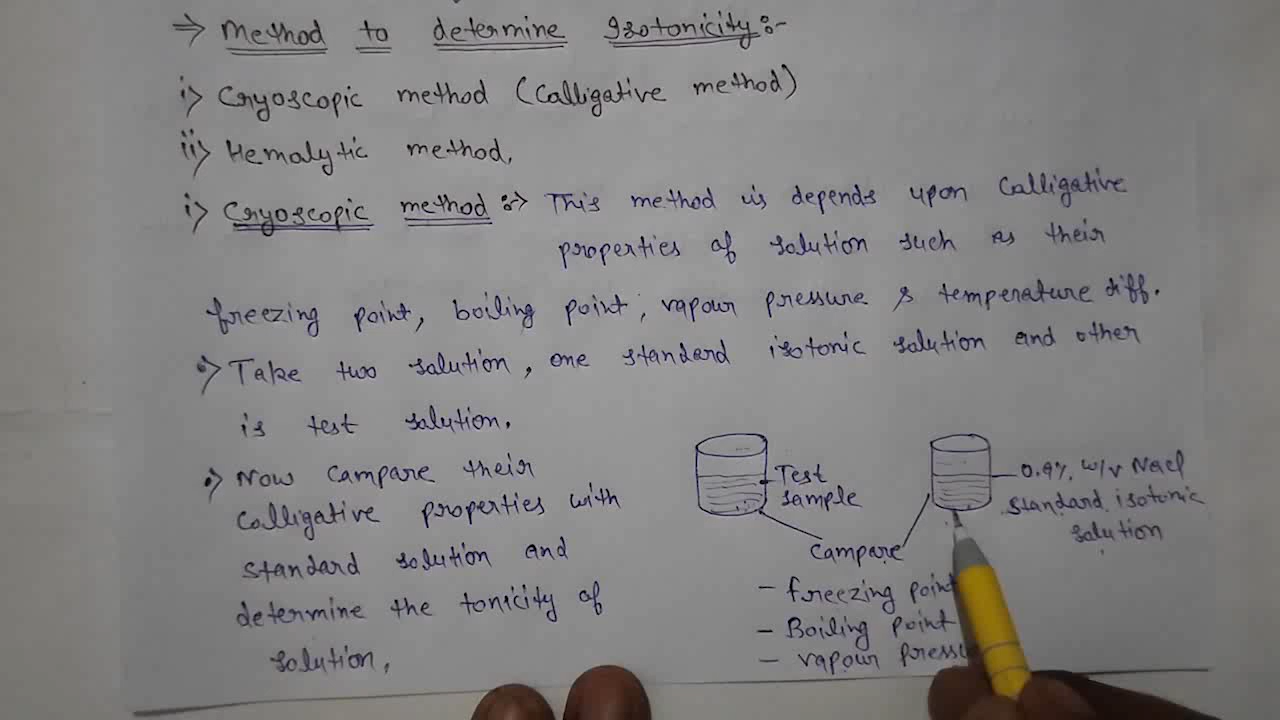 ⇒ Method to determine Isotonicity :-
i) Cryoscopic method (Calligative method)
ii) Hemalytic method.
i) Cryoscopic method :→ This method is depends upon Calligative
properties of solution such as their
freezing point, boiling point, vapour pressure & temperature diff.
•) Take two solution, one standard isotonic solution and other
is test solution.
•) Now campare their
Calligative properties with
standard solution and
determine the tonicity of
solution,
Test
sample
0.9% w/v Nacl
standard isotonic
solution
Campare
- freezing point
- Boiling point
- vapour pressu